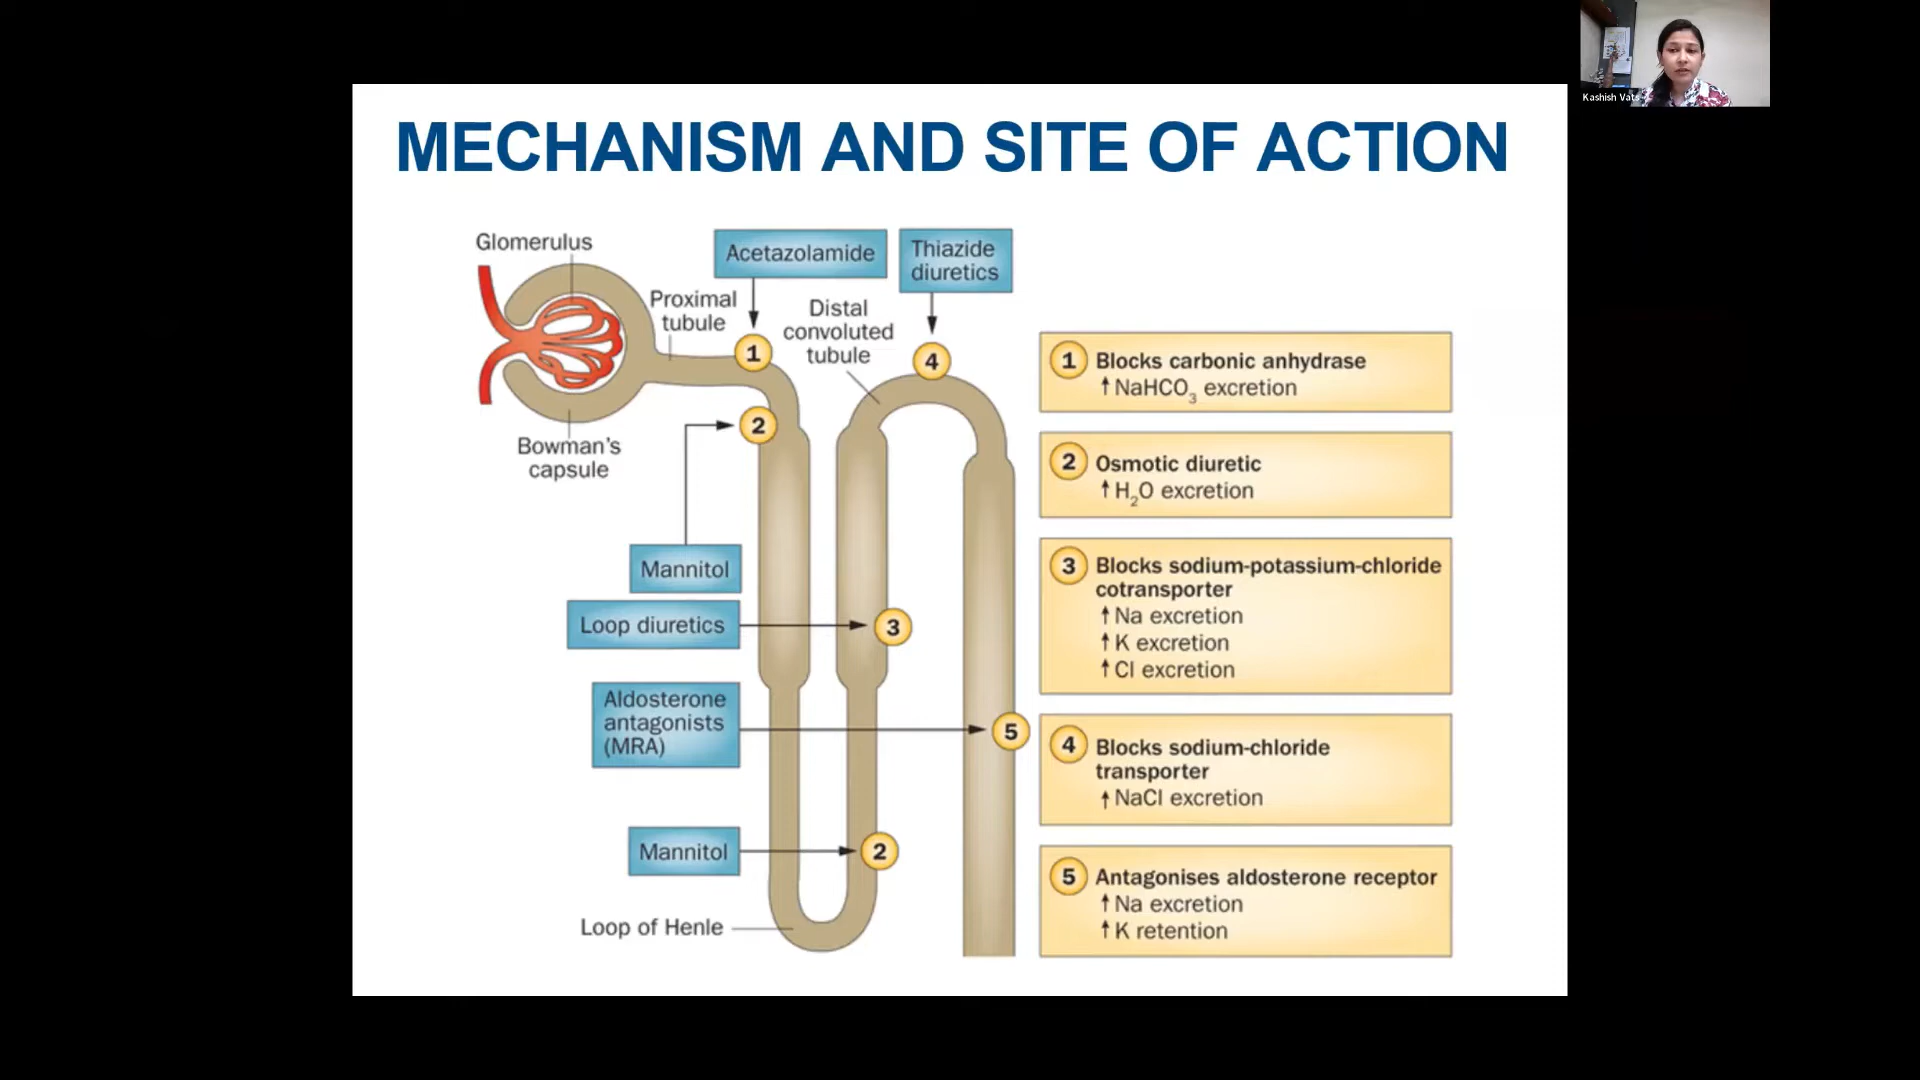 Kashish Vats
MECHANISM AND SITE OF ACTION
Glomerulus
Acetazolamide
Thiazide
diuretics
Proximal
tubule
Distal
convoluted
tubule
1
4
2
Bowman's
capsule
Mannitol
Loop diuretics
3
Aldosterone
antagonists
(MRA)
5
Mannitol
2
Loop of Henle
1 Blocks carbonic anhydrase
↑NaHCO₃ excretion
2 Osmotic diuretic
↑H₂O excretion
3 Blocks sodium-potassium-chloride
cotransporter
↑Na excretion
↑K excretion
↑Cl excretion
4 Blocks sodium-chloride
transporter
↑NaCl excretion
5 Antagonises aldosterone receptor
↑Na excretion
↑K retention